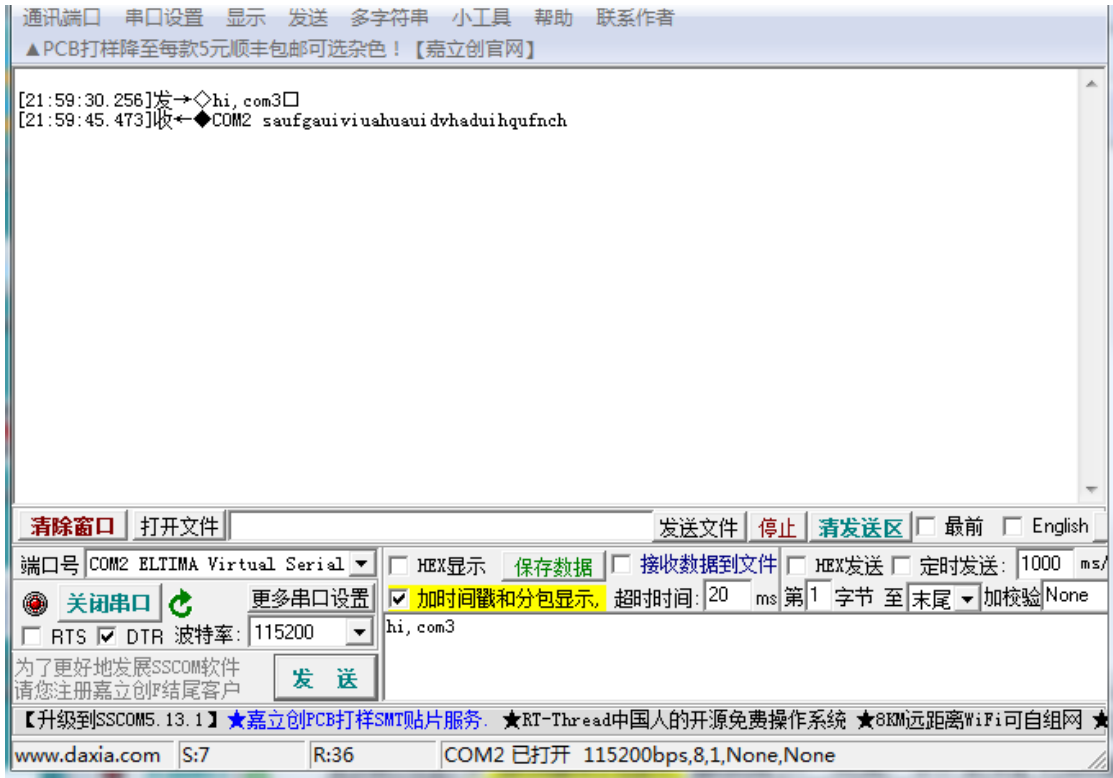 通讯端口 串口设置 显示 发送 多字符串 小工具 帮助 联系作者
▲PCB打样降至每款5元顺丰包邮可选杂色！【嘉立创官网】
[21:59:30.256]发→◇hi,com3□
[21:59:45.473]收←◆COM2 saufgauiviuahuauidvhaduihqufnch
清除窗口 打开文件 发送文件 停止 清发送区 最前 English
端口号 COM2 ELTIMA Virtual Serial HEX显示 保存数据 接收数据到文件 HEX发送 定时发送: 1000 ms/
关闭串口 更多串口设置 加时间戳和分包显示, 超时时间: 20 ms 第1 字节 至 末尾 加校验 None
RTS DTR 波特率: 115200
hi,com3
为了更好地发展SSCOM软件
请您注册嘉立创F结尾客户
发 送
【升级到SSCOM5.13.1】★嘉立创PCB打样SMT贴片服务. ★RT-Thread中国人的开源免费操作系统 ★8KM远距离WiFi可自组网 ★
www.daxia.com S:7 R:36 COM2 已打开 115200bps,8,1,None,None